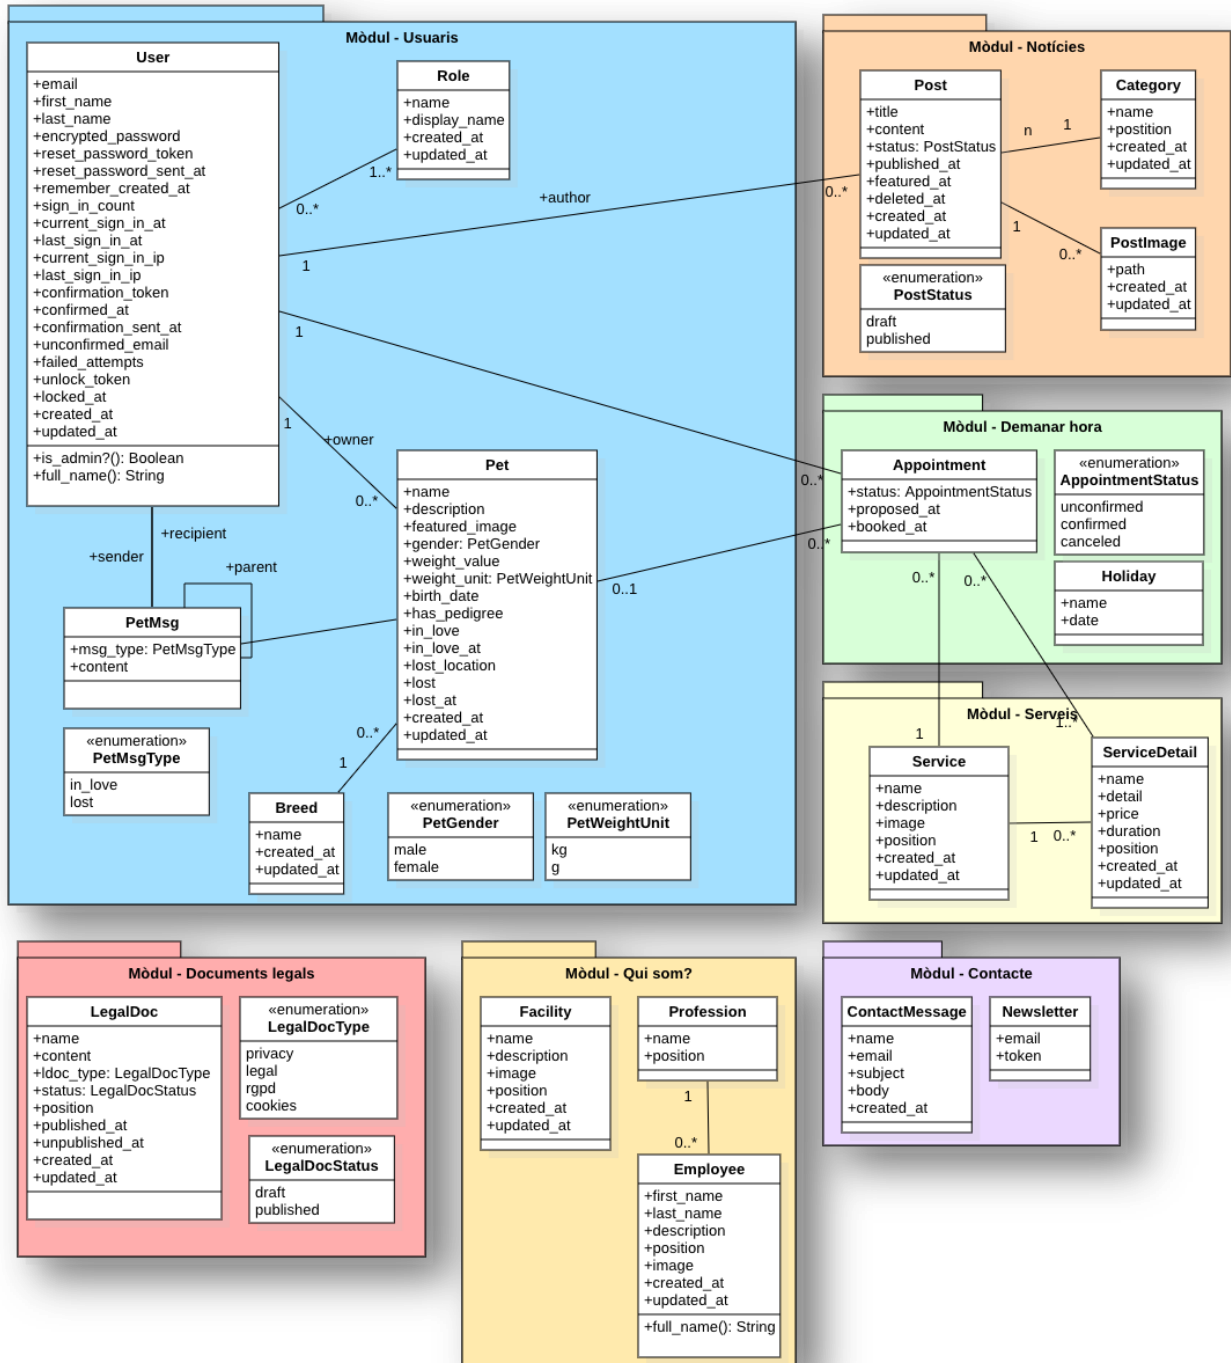 Mòdul - Usuaris
User
+email
+first_name
+last_name
+encrypted_password
+reset_password_token
+reset_password_sent_at
+remember_created_at
+sign_in_count
+current_sign_in_at
+last_sign_in_at
+current_sign_in_ip
+last_sign_in_ip
+confirmation_token
+confirmed_at
+confirmation_sent_at
+unconfirmed_email
+failed_attempts
+unlock_token
+locked_at
+created_at
+updated_at
+is_admin?(): Boolean
+full_name(): String
Role
+name
+display_name
+created_at
+updated_at
1..*
0..*
+author
1
0..*
1
0..*
1
+owner
0..*
+recipient
+sender
+parent
PetMsg
+msg_type: PetMsgType
+content
«enumeration»
PetMsgType
in_love
lost
Pet
+name
+description
+featured_image
+gender: PetGender
+weight_value
+weight_unit: PetWeightUnit
+birth_date
+has_pedigree
+in_love
+in_love_at
+lost_location
+lost
+lost_at
+created_at
+updated_at
0..1
0..*
0..*
1
Breed
+name
+created_at
+updated_at
«enumeration»
PetGender
male
female
«enumeration»
PetWeightUnit
kg
g
Mòdul - Notícies
Post
+title
+content
+status: PostStatus
+published_at
+featured_at
+deleted_at
+created_at
+updated_at
n
1
Category
+name
+postition
+created_at
+updated_at
1
0..*
PostImage
+path
+created_at
+updated_at
«enumeration»
PostStatus
draft
published
Mòdul - Demanar hora
Appointment
+status: AppointmentStatus
+proposed_at
+booked_at
«enumeration»
AppointmentStatus
unconfirmed
confirmed
canceled
Holiday
+name
+date
0..*
0..*
Mòdul - Serveis
1..*
1
Service
+name
+description
+image
+position
+created_at
+updated_at
1
0..*
ServiceDetail
+name
+detail
+price
+duration
+position
+created_at
+updated_at
Mòdul - Documents legals
LegalDoc
+name
+content
+ldoc_type: LegalDocType
+status: LegalDocStatus
+position
+published_at
+unpublished_at
+created_at
+updated_at
«enumeration»
LegalDocType
privacy
legal
rgpd
cookies
«enumeration»
LegalDocStatus
draft
published
Mòdul - Qui som?
Facility
+name
+description
+image
+position
+created_at
+updated_at
Profession
+name
+position
1
0..*
Employee
+first_name
+last_name
+description
+position
+image
+created_at
+updated_at
+full_name(): String
Mòdul - Contacte
ContactMessage
+name
+email
+subject
+body
+created_at
Newsletter
+email
+token